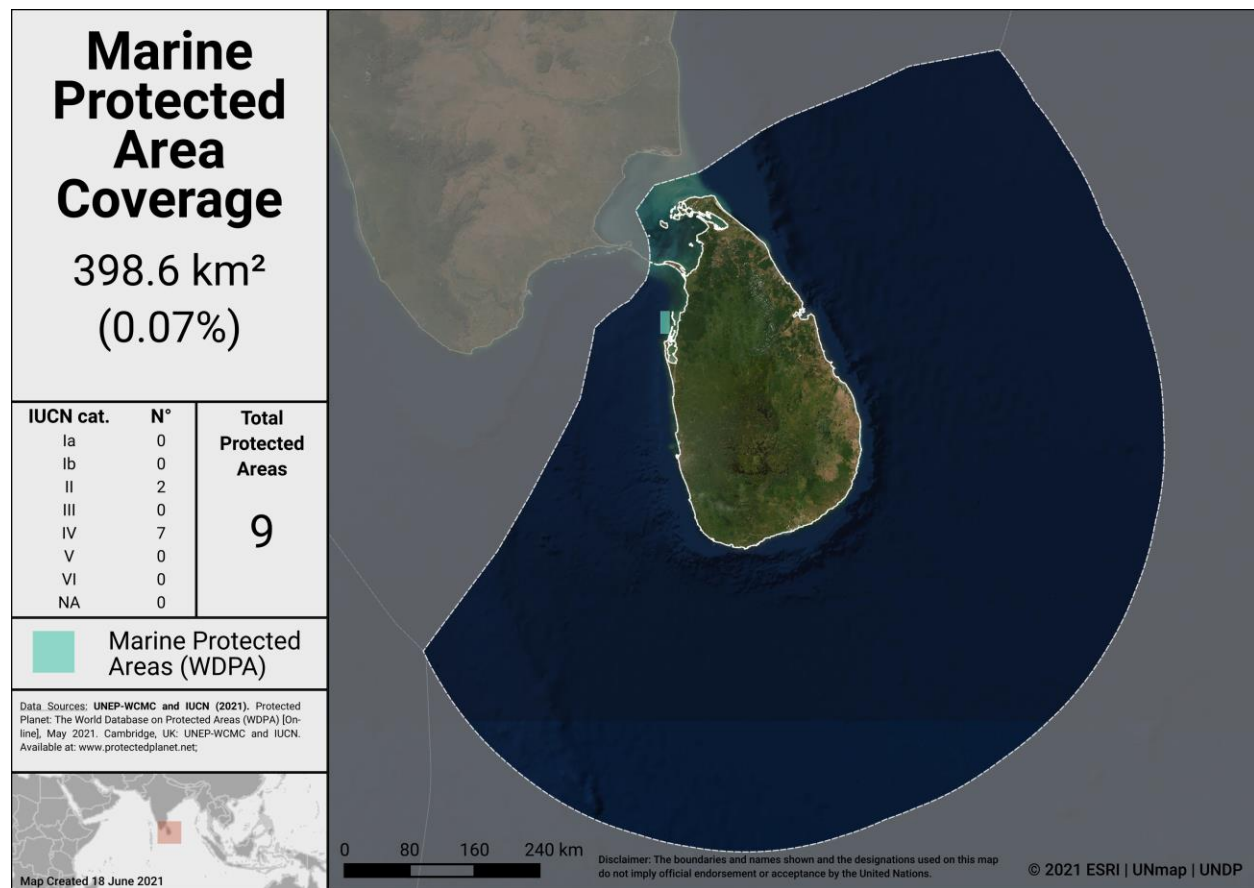 Marine
Protected
Area
Coverage
398.6 km²
(0.07%)
IUCN cat. N°
Ia 0
Ib 0
II 2
III 0
IV 7
V 0
VI 0
NA 0
Total
Protected
Areas
9
Marine Protected
Areas (WDPA)
Data Sources: UNEP-WCMC and IUCN (2021). Protected
Planet: The World Database on Protected Areas (WDPA) [On-
line], May 2021. Cambridge, UK: UNEP-WCMC and IUCN.
Available at: www.protectedplanet.net;
Map Created 18 June 2021
0 80 160 240 km
Disclaimer: The boundaries and names shown and the designations used on this map
do not imply official endorsement or acceptance by the United Nations.
© 2021 ESRI | UNmap | UNDP